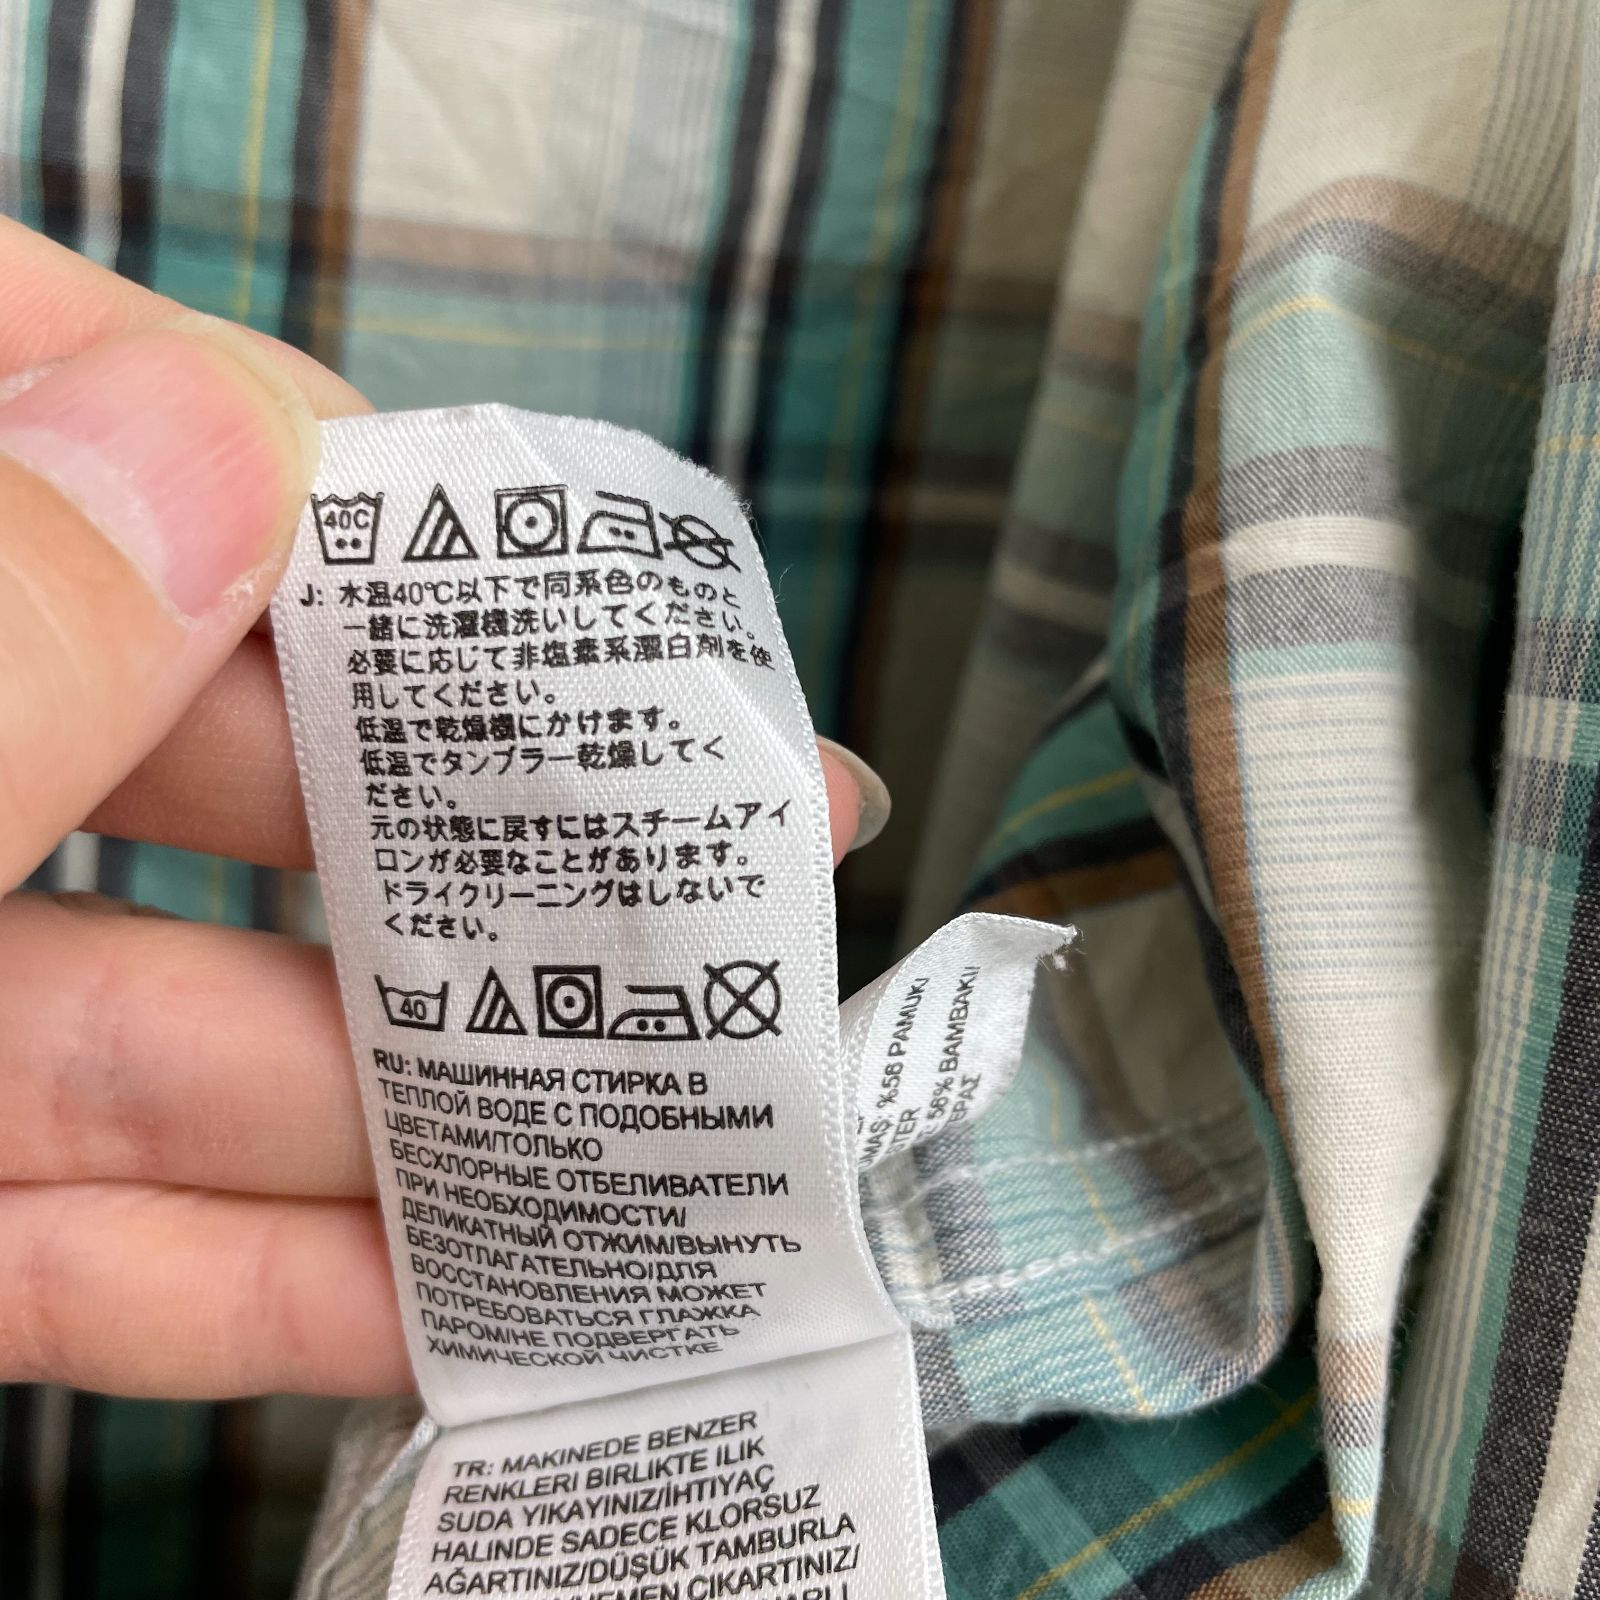 40C
J: 水温40℃以下で同系色のものと
一緒に洗濯機洗いしてください。
必要に応じて非塩素系漂白剤を使
用してください。
低温で乾燥機にかけます。
低温でタンブラー乾燥してく
ださい。
元の状態に戻すにはスチームアイ
ロンが必要なことがあります。
ドライクリーニングはしないで
ください。
40
RU: МАШИННАЯ СТИРКА В
ТЕПЛОЙ ВОДЕ С ПОДОБНЫМИ
ЦВЕТАМИ/ТОЛЬКО
БЕСХЛОРНЫЕ ОТБЕЛИВАТЕЛИ
ПРИ НЕОБХОДИМОСТИ/
ДЕЛИКАТНЫЙ ОТЖИМ/ВЫНУТЬ
БЕЗОТЛАГАТЕЛЬНО/ДЛЯ
ВОССТАНОВЛЕНИЯ МОЖЕТ
ПОТРЕБОВАТЬСЯ ГЛАЖКА
ПАРОМ/НЕ ПОДВЕРГАТЬ
ХИМИЧЕСКОЙ ЧИСТКЕ
TR: MAKINEDE BENZER
RENKLERI BIRLIKTE ILIK
SUDA YIKAYINIZ/İHTIYAÇ
HALINDE SADECE KLORSUZ
AĞARTINIZ/DÜŞÜK TAMBURLA
ÇIKARTINIZ/
%58 PAMUK/
% BAMBAKI/